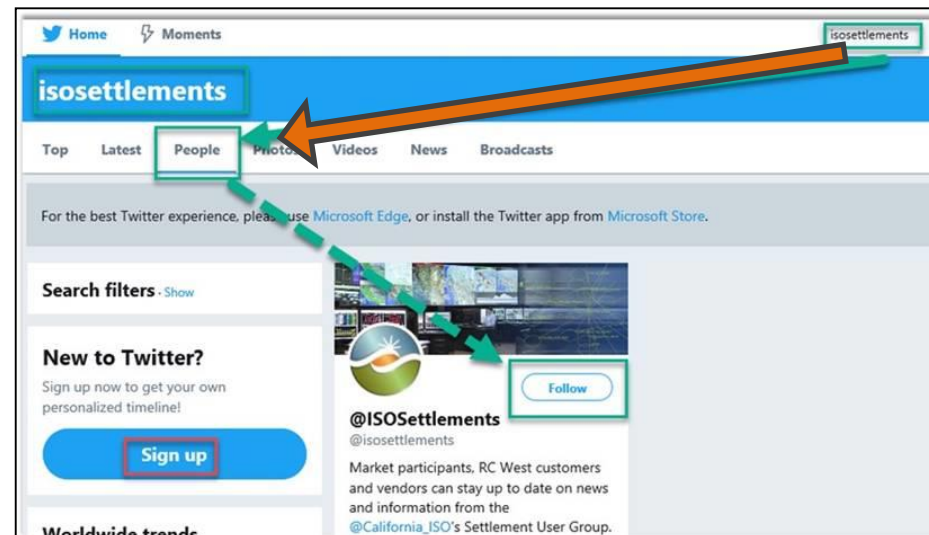 Home Moments isosettlements
isosettlements
Top Latest People Photos Videos News Broadcasts
For the best Twitter experience, please use Microsoft Edge, or install the Twitter app from Microsoft Store.
Search filters · Show
New to Twitter?
Sign up now to get your own
personalized timeline!
Sign up
Worldwide trends
Follow
@ISOSettlements
@isosettlements
Market participants, RC West customers
and vendors can stay up to date on news
and information from the
@California_ISO's Settlement User Group.